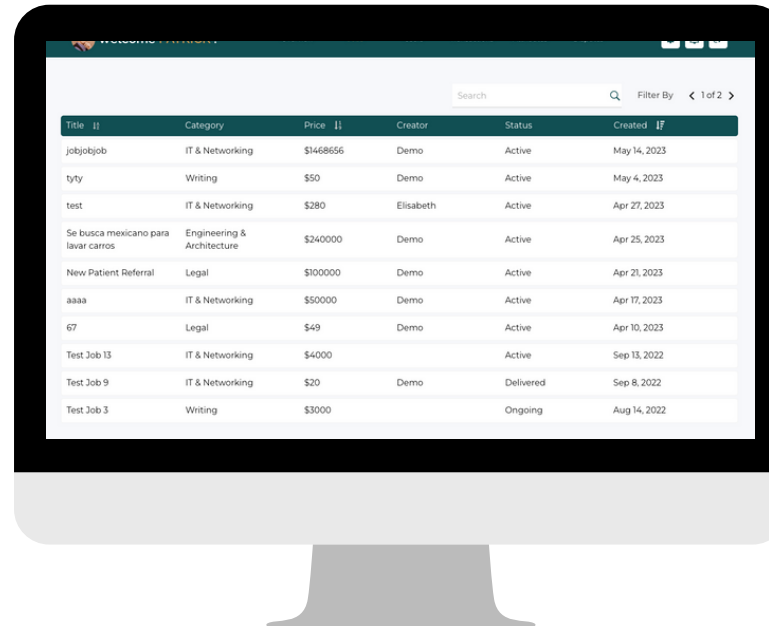 Search
Filter By 1 of 2
Title Category Price Creator Status Created
jobjobjob IT & Networking $1468656 Demo Active May 14, 2023
tyty Writing $50 Demo Active May 4, 2023
test IT & Networking $280 Elisabeth Active Apr 27, 2023
Se busca mexicano para Engineering &
lavar carros Architecture $240000 Demo Active Apr 25, 2023
New Patient Referral Legal $100000 Demo Active Apr 21, 2023
aaaa IT & Networking $50000 Demo Active Apr 17, 2023
67 Legal $49 Demo Active Apr 10, 2023
Test Job 13 IT & Networking $4000 Active Sep 13, 2022
Test Job 9 IT & Networking $20 Demo Delivered Sep 8, 2022
Test Job 3 Writing $3000 Ongoing Aug 14, 2022